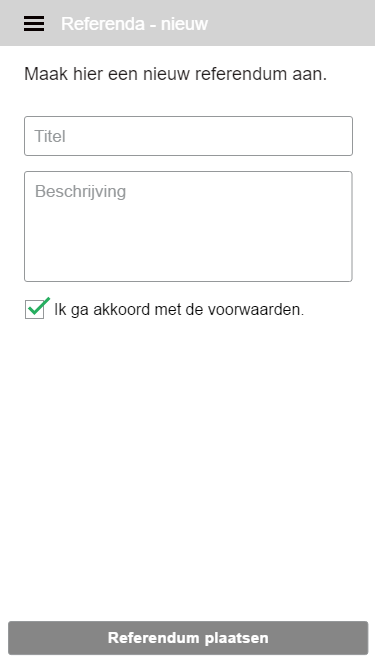 Referenda - nieuw
Maak hier een nieuw referendum aan.
Titel
Beschrijving
Ik ga akkoord met de voorwaarden.
Referendum plaatsen